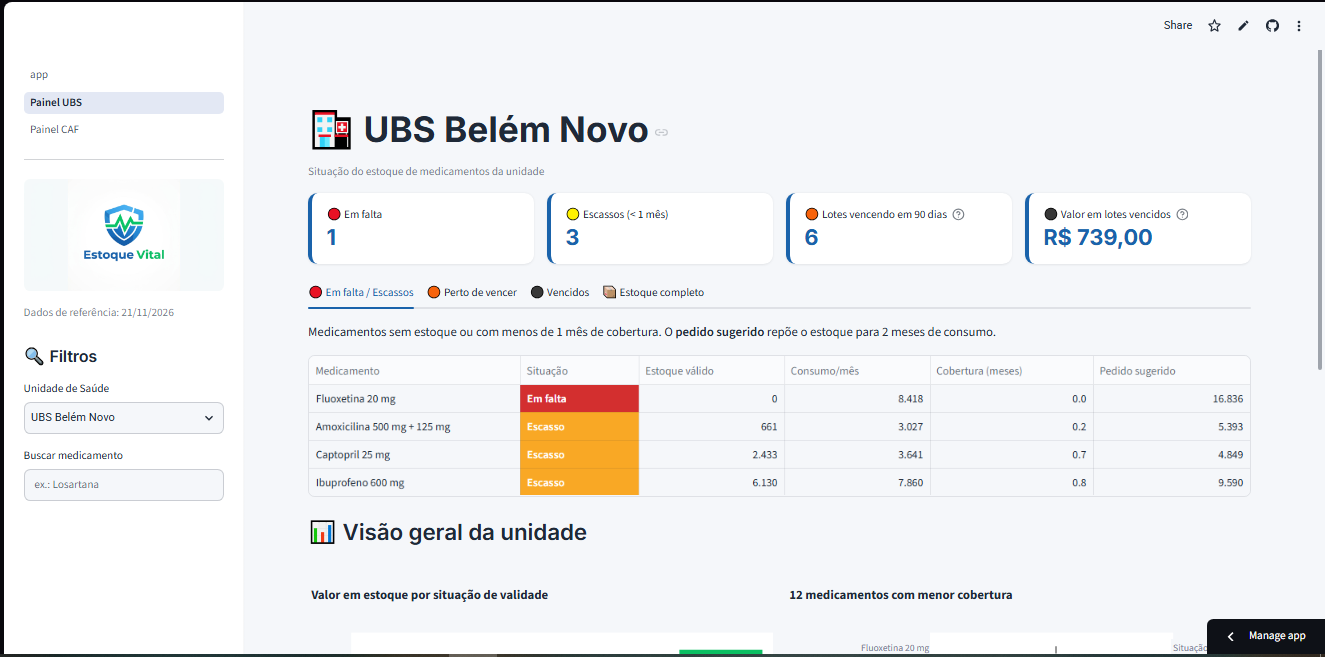 Share
app
Painel UBS
Painel CAF
Estoque Vital
Dados de referência: 21/11/2026
Filtros
Unidade de Saúde
UBS Belém Novo
Buscar medicamento
ex.: Losartana
UBS Belém Novo
Situação do estoque de medicamentos da unidade
Em falta
1
Escassos (< 1 mês)
3
Lotes vencendo em 90 dias
6
Valor em lotes vencidos
R$ 739,00
Em falta / Escassos Perto de vencer Vencidos Estoque completo
Medicamentos sem estoque ou com menos de 1 mês de cobertura. O pedido sugerido repõe o estoque para 2 meses de consumo.
Medicamento Situação Estoque válido Consumo/mês Cobertura (meses) Pedido sugerido
Fluoxetina 20 mg Em falta 0 8.418 0.0 16.836
Amoxicilina 500 mg + 125 mg Escasso 661 3.027 0.2 5.393
Captopril 25 mg Escasso 2.433 3.641 0.7 4.849
Ibuprofeno 600 mg Escasso 6.130 7.860 0.8 9.590
Visão geral da unidade
Valor em estoque por situação de validade
12 medicamentos com menor cobertura
Fluoxetina 20 mg
Situação
Manage app